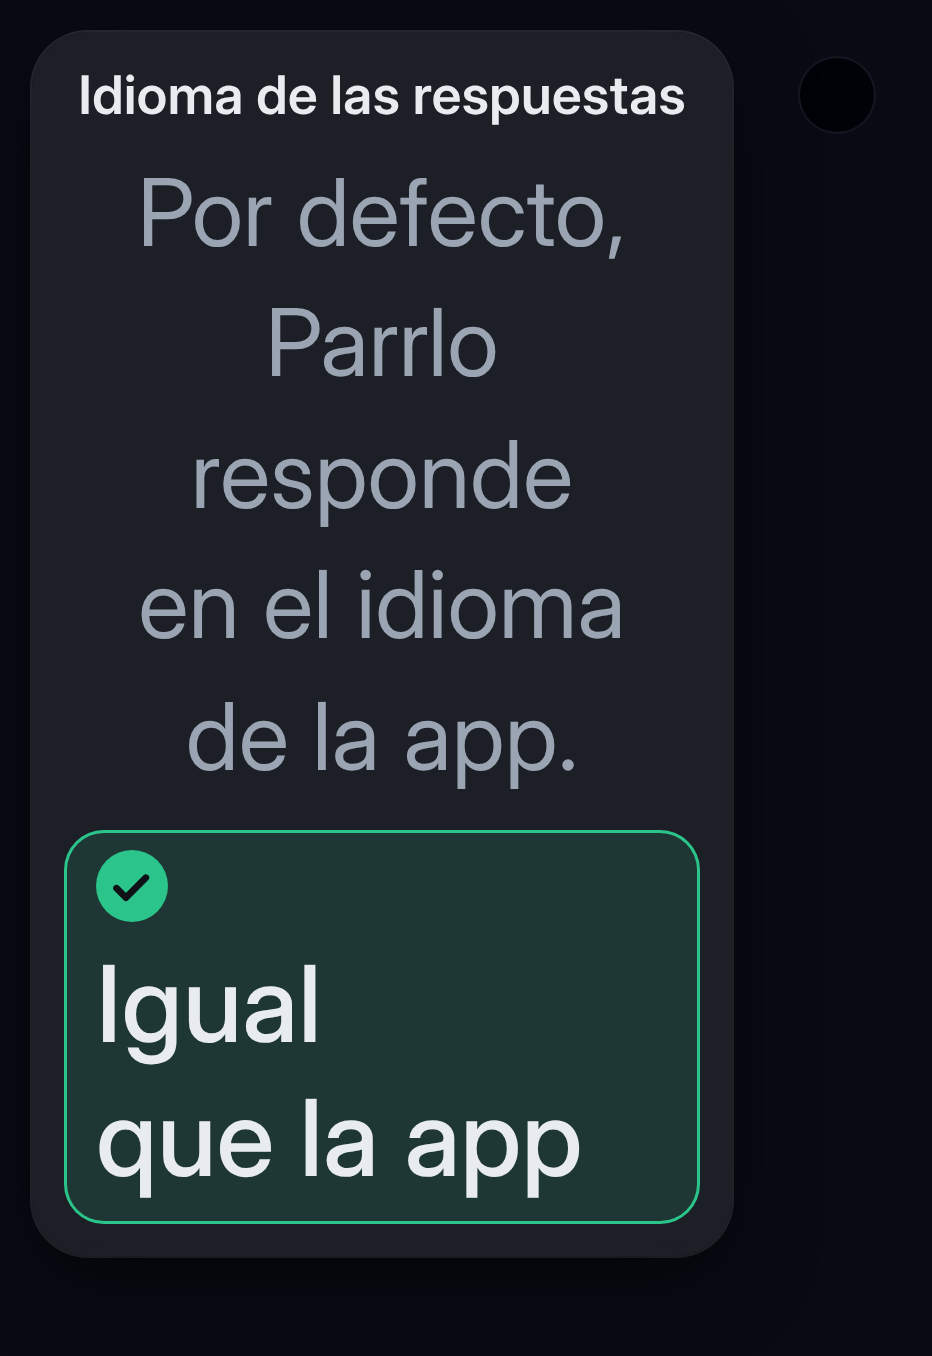 Idioma de las respuestas
Por defecto,
Parrlo
responde
en el idioma
de la app.
Igual
que la app